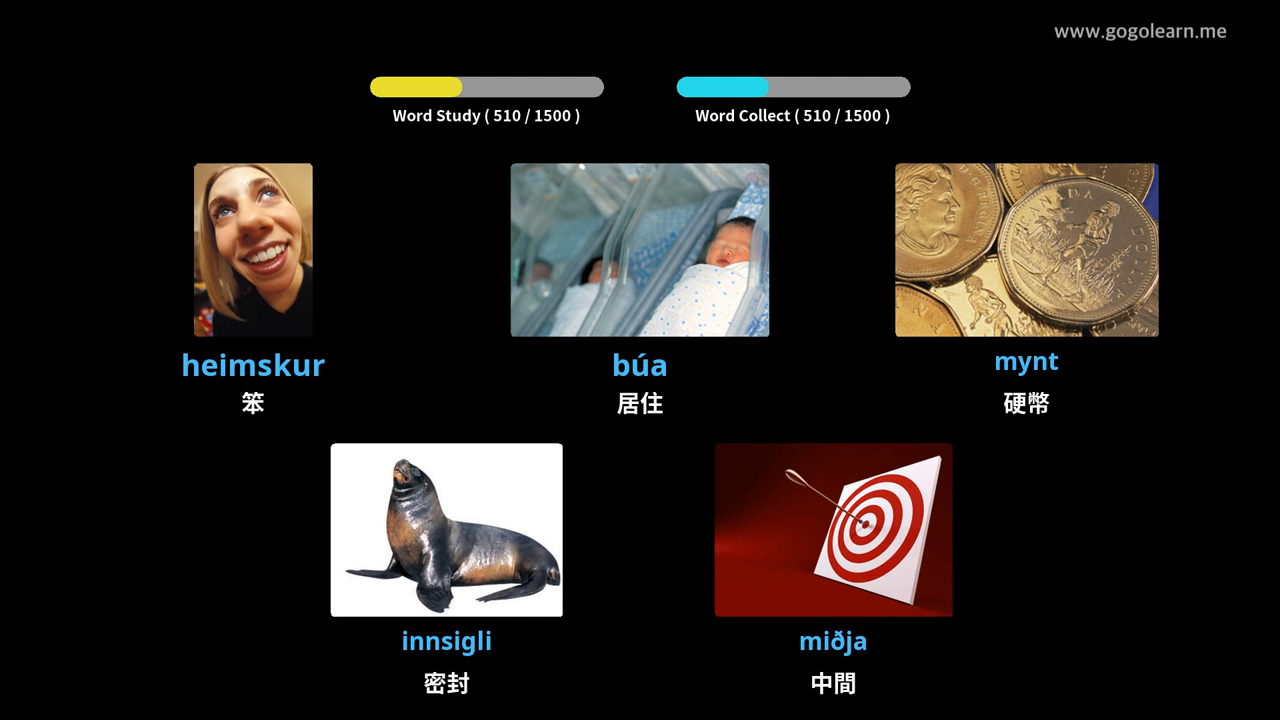 www.gogolearn.me
Word Study ( 510 / 1500 )
Word Collect ( 510 / 1500 )
heimskur
笨
búa
居住
mynt
硬幣
CANADA
innsigli
密封
miðja
中間